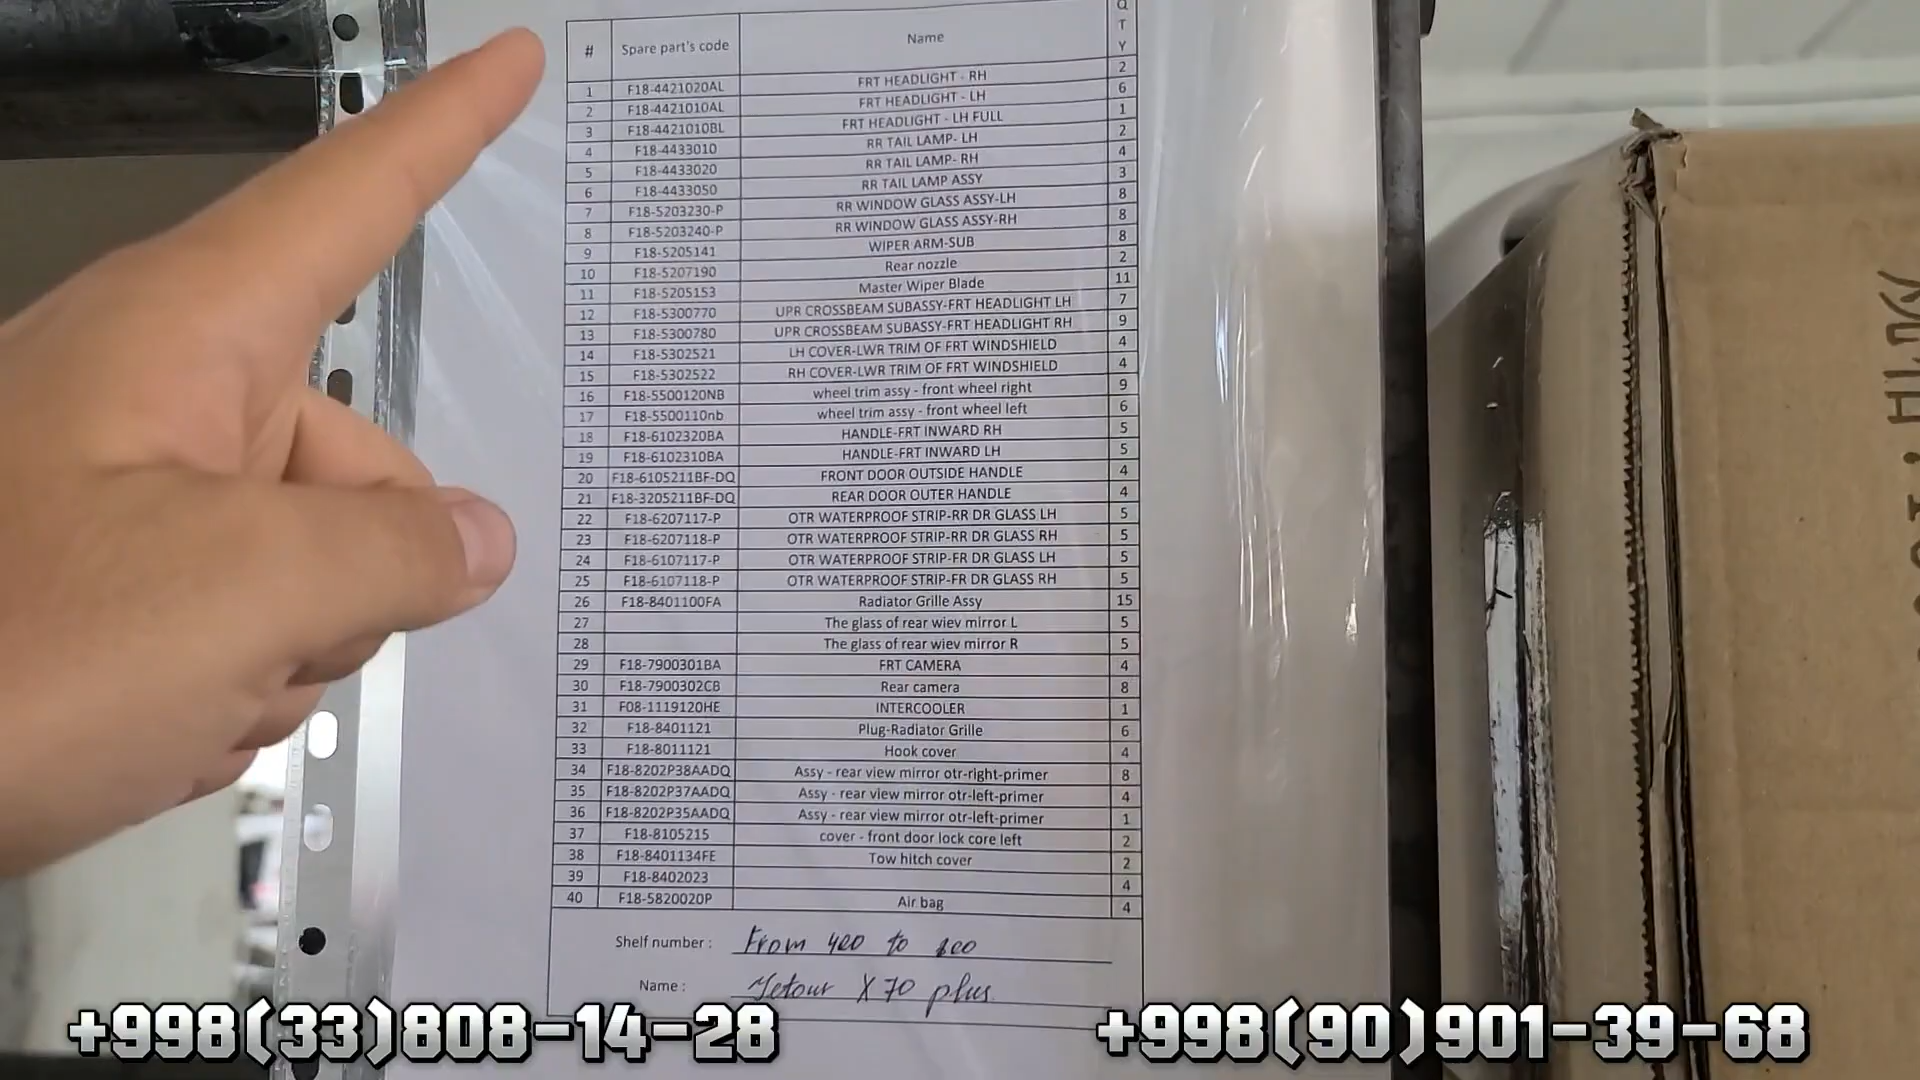 # Spare part's code Name QTY
1 F18-4421020AL FRT HEADLIGHT - RH 2
2 F18-4421010AL FRT HEADLIGHT - LH 6
3 F18-4421010BL FRT HEADLIGHT - LH FULL 1
4 F18-4433010 RR TAIL LAMP- LH 2
5 F18-4433020 RR TAIL LAMP- RH 4
6 F18-4433050 RR TAIL LAMP ASSY 3
7 F18-5203230-P RR WINDOW GLASS ASSY-LH 8
8 F18-5203240-P RR WINDOW GLASS ASSY-RH 8
9 F18-5205141 WIPER ARM-SUB 8
10 F18-5207190 Rear nozzle 2
11 F18-5205153 Master Wiper Blade 11
12 F18-5300770 UPR CROSSBEAM SUBASSY-FRT HEADLIGHT LH 7
13 F18-5300780 UPR CROSSBEAM SUBASSY-FRT HEADLIGHT RH 9
14 F18-5302521 LH COVER-LWR TRIM OF FRT WINDSHIELD 4
15 F18-5302522 RH COVER-LWR TRIM OF FRT WINDSHIELD 4
16 F18-5500120NB wheel trim assy - front wheel right 9
17 F18-5500110nb wheel trim assy - front wheel left 6
18 F18-6102320BA HANDLE-FRT INWARD RH 5
19 F18-6102310BA HANDLE-FRT INWARD LH 5
20 F18-6105211BF-DQ FRONT DOOR OUTSIDE HANDLE 4
21 F18-3205211BF-DQ REAR DOOR OUTER HANDLE 4
22 F18-6207117-P OTR WATERPROOF STRIP-RR DR GLASS LH 5
23 F18-6207118-P OTR WATERPROOF STRIP-RR DR GLASS RH 5
24 F18-6107117-P OTR WATERPROOF STRIP-FR DR GLASS LH 5
25 F18-6107118-P OTR WATERPROOF STRIP-FR DR GLASS RH 5
26 F18-8401100FA Radiator Grille Assy 15
27 The glass of rear wiev mirror L 5
28 The glass of rear wiev mirror R 5
29 F18-7900301BA FRT CAMERA 4
30 F18-7900302CB Rear camera 8
31 F08-1119120HE INTERCOOLER 1
32 F18-8401121 Plug-Radiator Grille 6
33 F18-8011121 Hook cover 4
34 F18-8202P38AADQ Assy - rear view mirror otr-right-primer 8
35 F18-8202P37AADQ Assy - rear view mirror otr-left-primer 4
36 F18-8202P35AADQ Assy - rear view mirror otr-left-primer 1
37 F18-8105215 cover - front door lock core left 2
38 F18-8401134FE Tow hitch cover 2
39 F18-8402023 4
40 F18-5820020P Air bag 4
Shelf number : From 400 to
Name : Jetour X70 plus
+998(33)808-14-28
+998(90)901-39-68